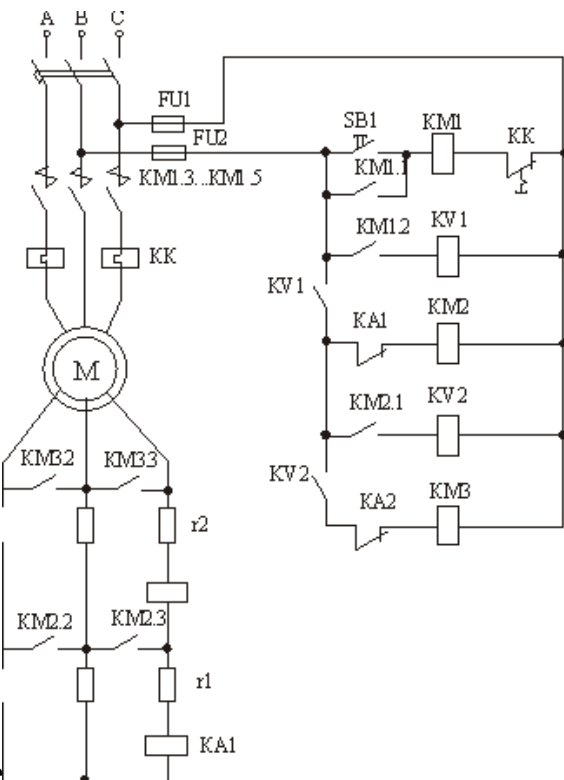 A B C
FU1
FU2
SB1
KM1
KK
KM1.1
KM1.3...KM1.5
KM1.2
KV1
KK
KV1
KA1
KM2
M
KM2.1
KV2
KM3.2
KM3.3
KV2
KA2
KM3
r2
KM2.2
KM2.3
r1
KA1